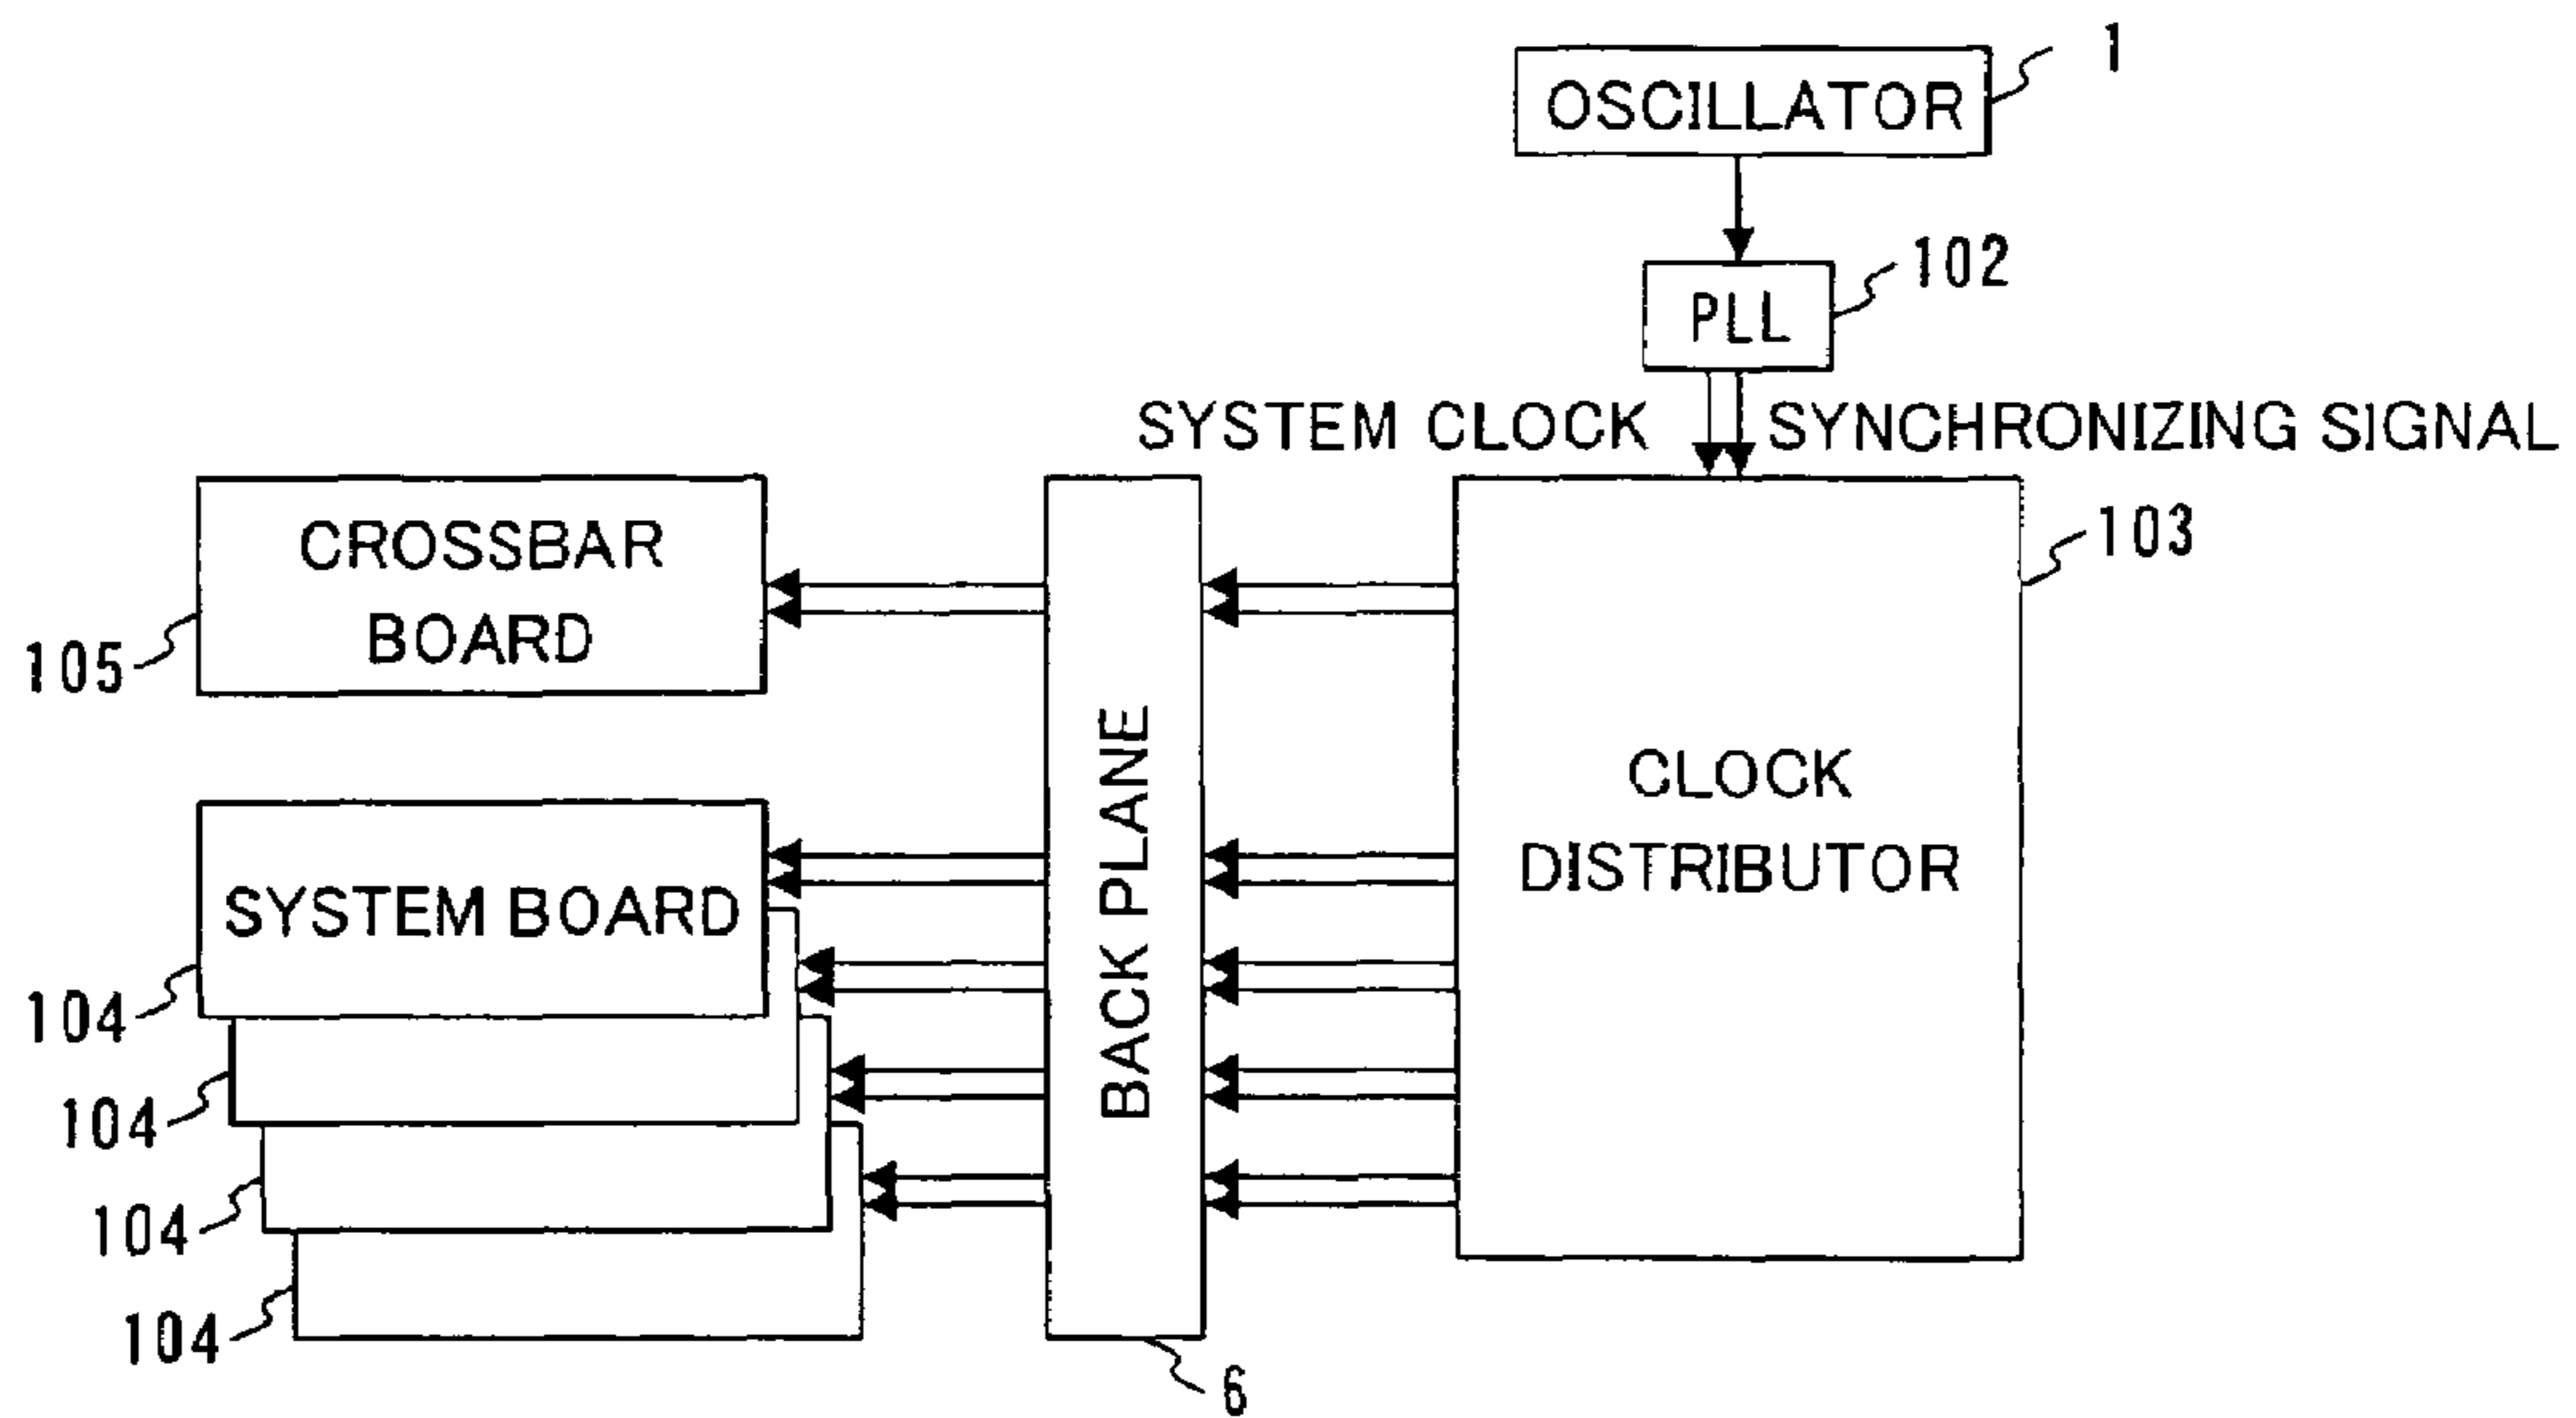 1
OSCILLATOR
102
PLL
SYSTEM CLOCK
SYNCHRONIZING SIGNAL
103
CROSSBAR
BOARD
105
BACK PLANE
CLOCK
DISTRIBUTOR
SYSTEM BOARD
104
104
104
104
6